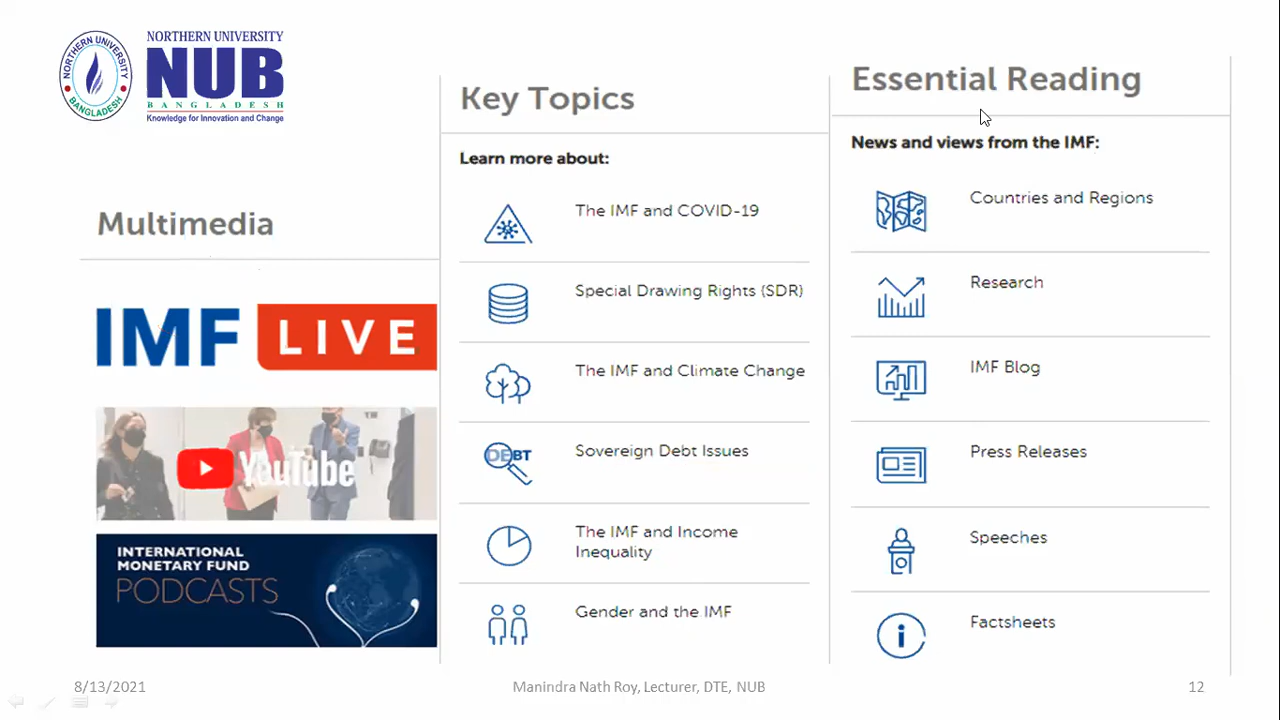 NORTHERN UNIVERSITY
BANGLADESH
NORTHERN UNIVERSITY
NUB
BANGLADESH
Knowledge for Innovation and Change
Multimedia
IMF LIVE
YouTube
INTERNATIONAL
MONETARY FUND
PODCASTS
Key Topics
Learn more about:
The IMF and COVID-19
Special Drawing Rights (SDR)
The IMF and Climate Change
DEBT
Sovereign Debt Issues
The IMF and Income
Inequality
Gender and the IMF
Essential Reading
News and views from the IMF:
Countries and Regions
Research
IMF Blog
Press Releases
Speeches
Factsheets
8/13/2021
Manindra Nath Roy, Lecturer, DTE, NUB
12